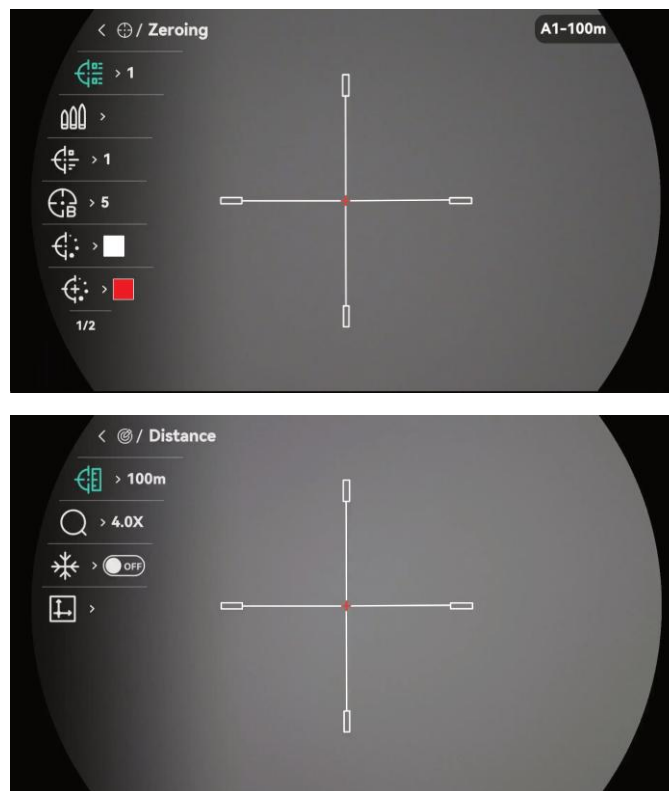 < / Zeroing
A1-100m
> 1
>
> 1
B > 5
>
>
1/2
< / Distance
> 100m
> 4.0X
> OFF
>